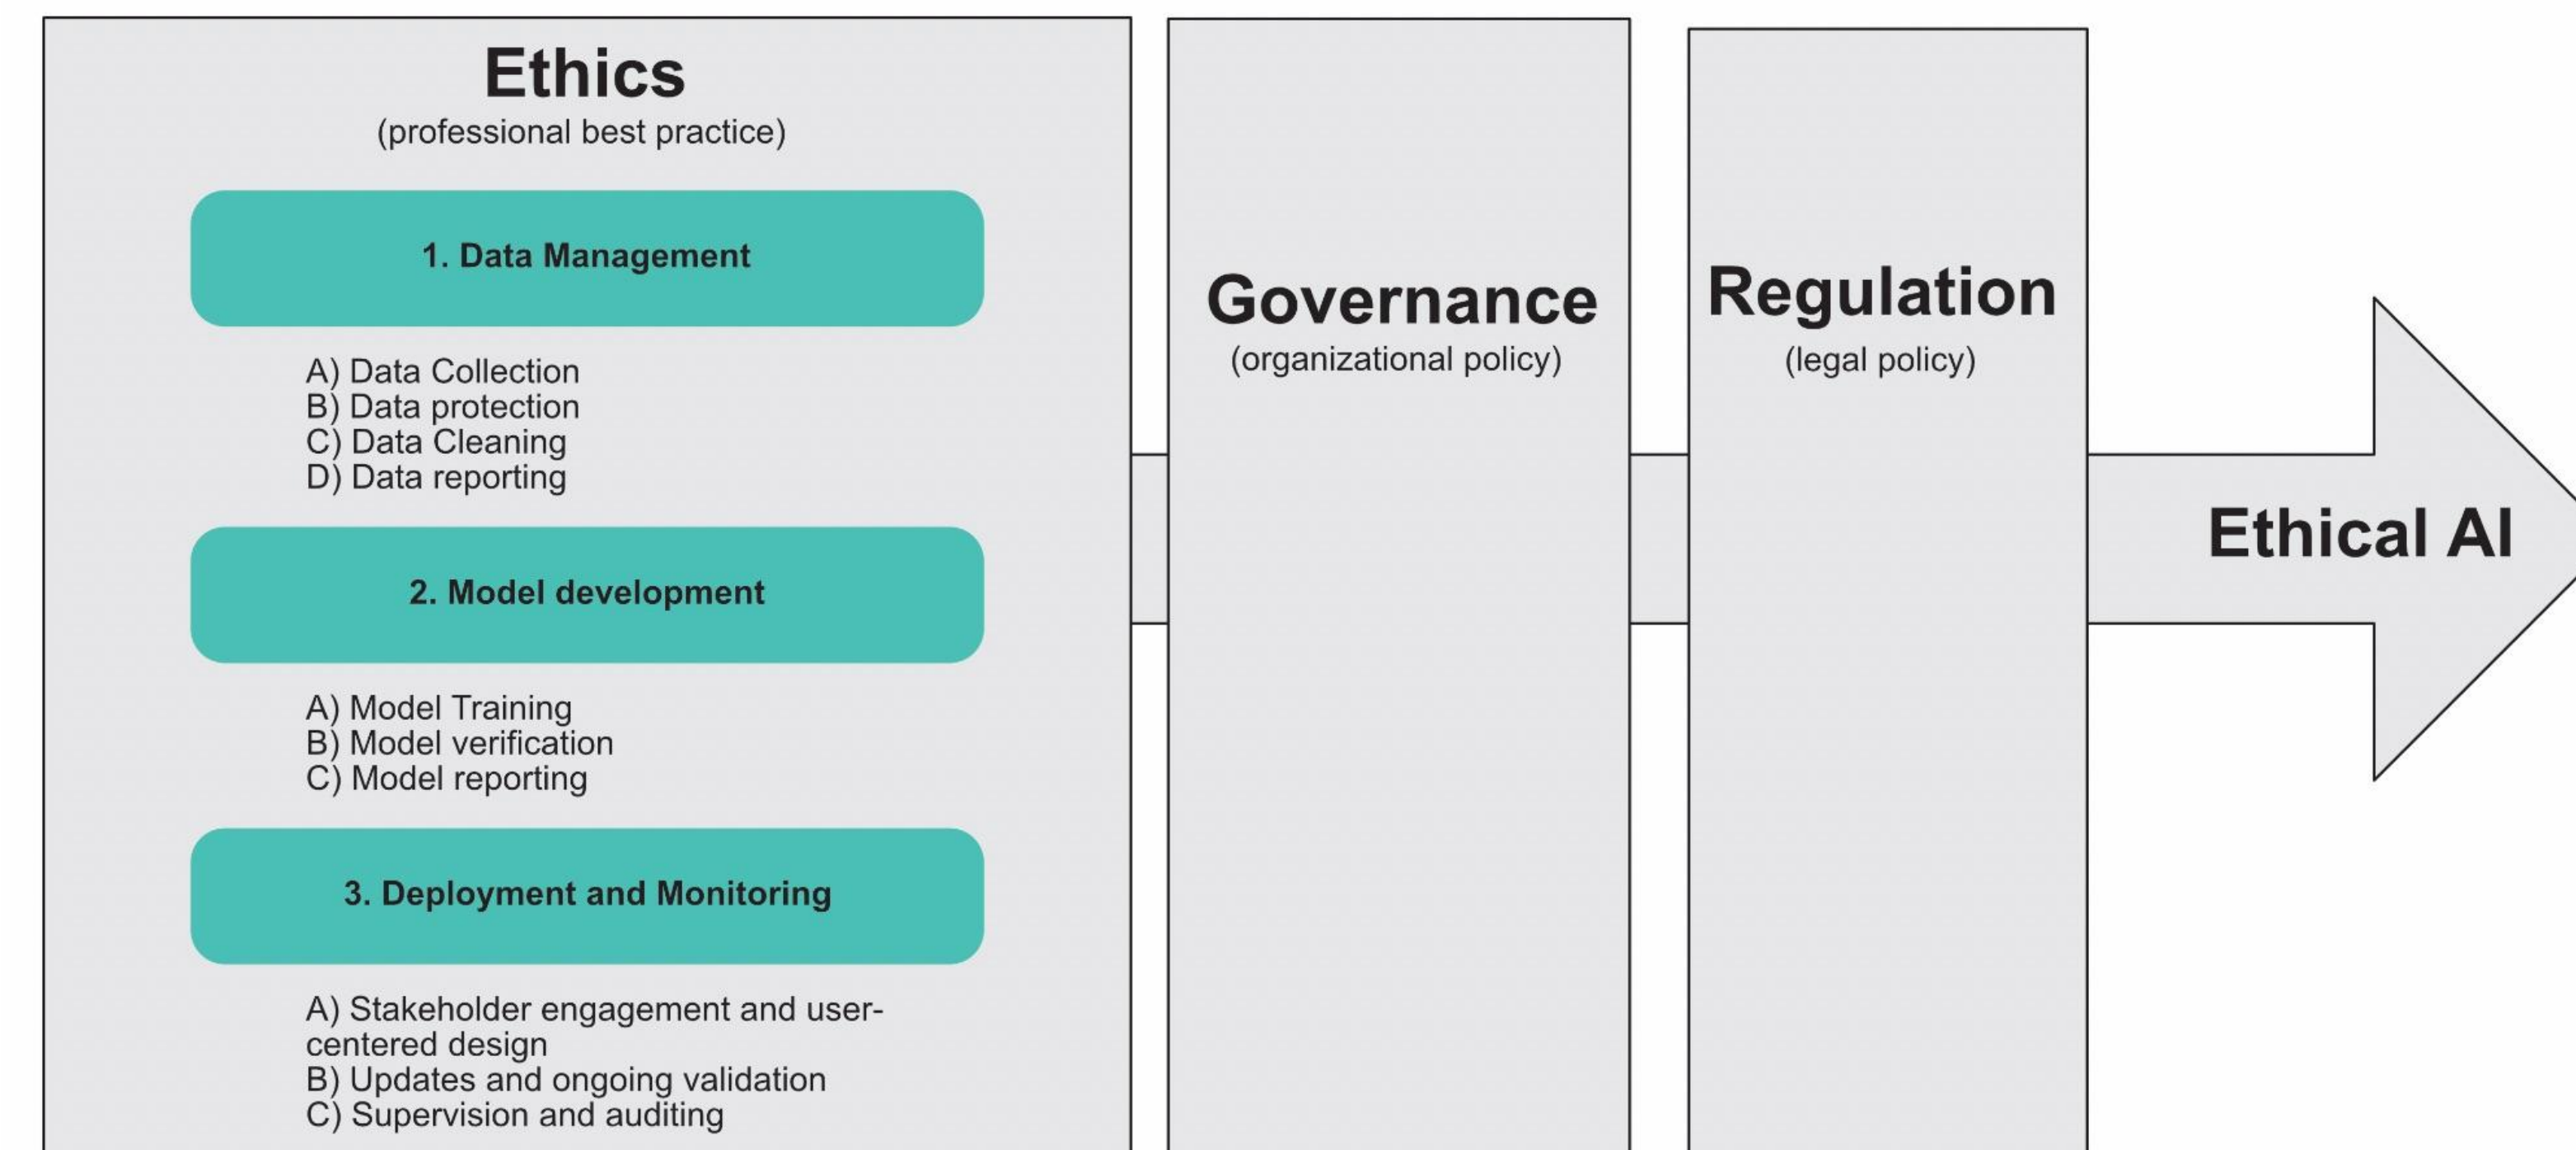 Ethics
(professional best practice)
1. Data Management
A) Data Collection
B) Data protection
C) Data Cleaning
D) Data reporting
2. Model development
A) Model Training
B) Model verification
C) Model reporting
3. Deployment and Monitoring
A) Stakeholder engagement and user-
centered design
B) Updates and ongoing validation
C) Supervision and auditing
Governance
(organizational policy)
Regulation
(legal policy)
Ethical AI